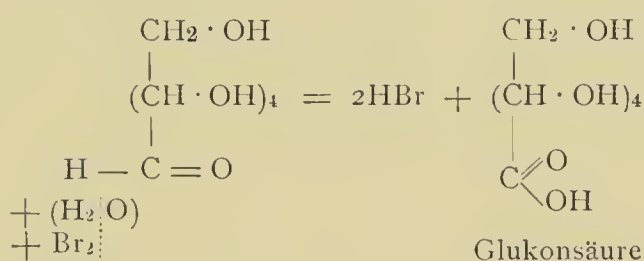 CH₂ · OH CH₂ · OH
(CH · OH)₄ = 2HBr + (CH · OH)₄
H — C = O C O
+ (H₂O) OH
+ Br₂ Glukonsäure